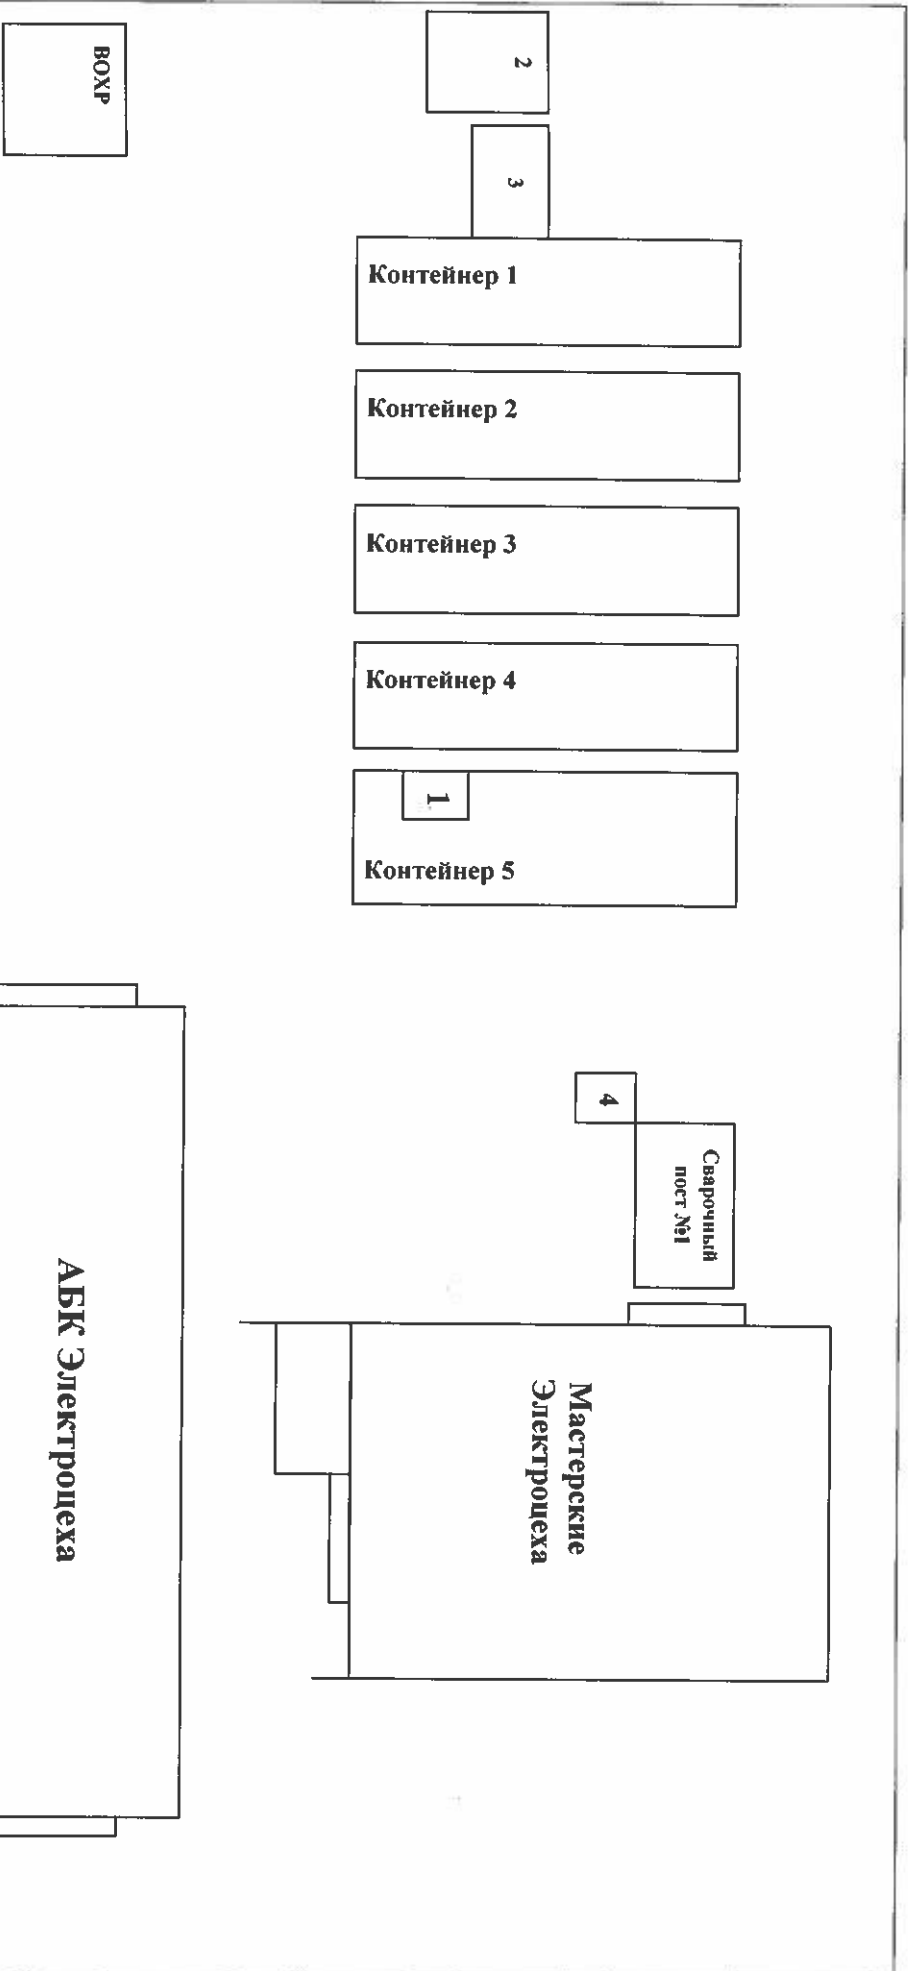 ВОХР
2
3
Контейнер 1
Контейнер 2
Контейнер 3
Контейнер 4
1
Контейнер 5
4
Сварочный
пост №1
Мастерские
Электроцеха
АБК Электроцеха